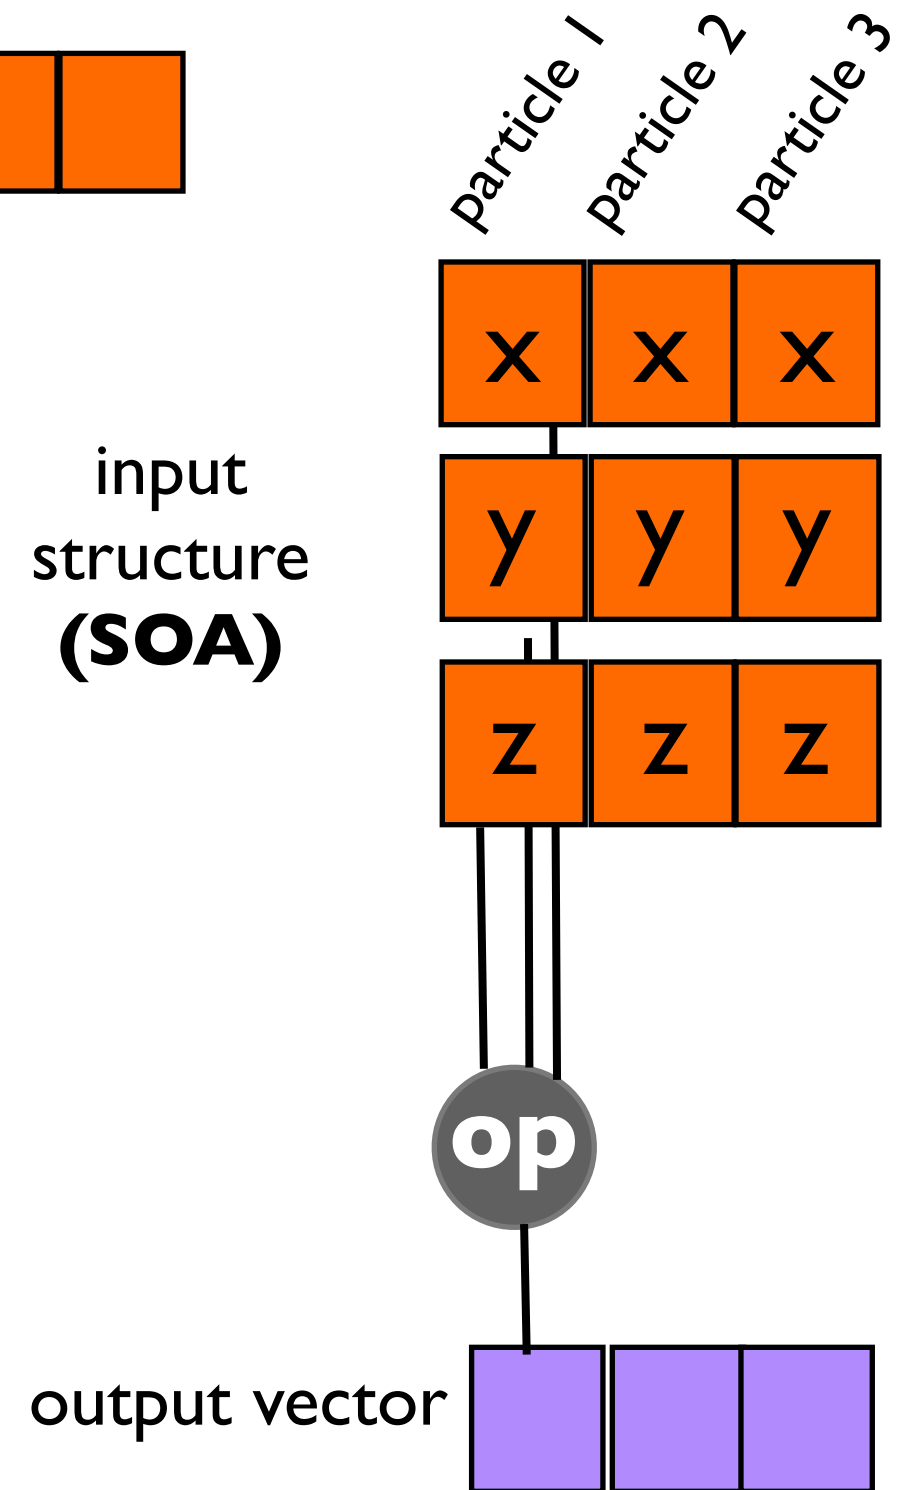 particle 1
particle 2
particle 3
x x x
input
structure
(SOA)
y y y
z z z
op
output vector